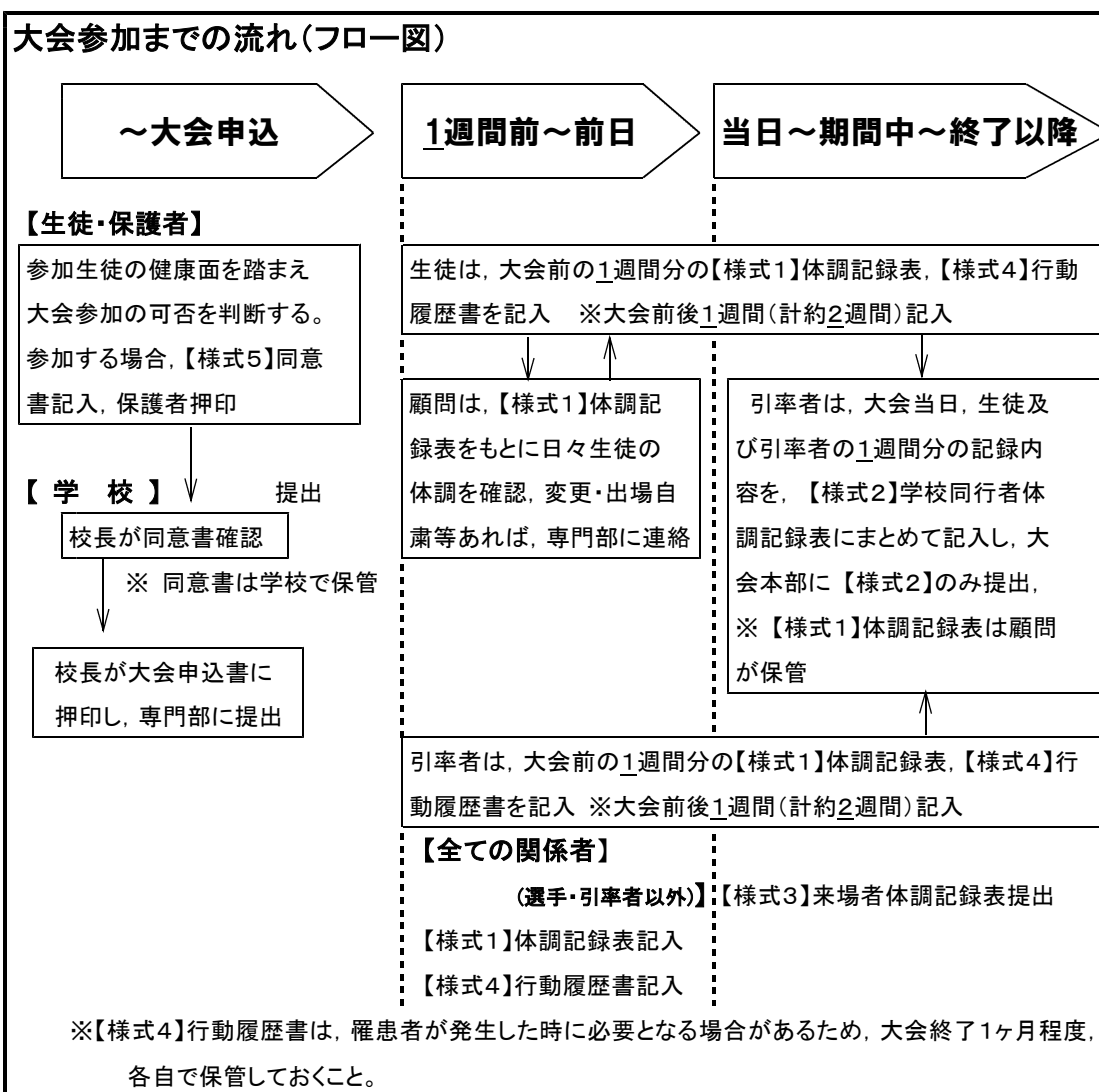 大会参加までの流れ(フロー図)
～大会申込
1週間前～前日
当日～期間中～終了以降
【生徒・保護者】
参加生徒の健康面を踏まえ
大会参加の可否を判断する。
参加する場合，【様式5】同意
書記入，保護者押印
【 学 校 】
提出
校長が同意書確認
※ 同意書は学校で保管
校長が大会申込書に
押印し，専門部に提出
生徒は，大会前の1週間分の【様式1】体調記録表，【様式4】行動
履歴書を記入 ※大会前後1週間(計約2週間)記入
顧問は，【様式1】体調記
録表をもとに日々生徒の
体調を確認，変更・出場自
粛等あれば，専門部に連絡
引率者は，大会当日，生徒及
び引率者の1週間分の記録内
容を， 【様式2】学校同行者体
調記録表にまとめて記入し，大
会本部に 【様式2】のみ提出，
※ 【様式1】体調記録表は顧問
が保管
引率者は，大会前の1週間分の【様式1】体調記録表，【様式4】行
動履歴書を記入 ※大会前後1週間(計約2週間)記入
【全ての関係者】
(選手・引率者以外)】
【様式1】体調記録表記入
【様式4】行動履歴書記入
【様式3】来場者体調記録表提出
※【様式4】行動履歴書は，罹患者が発生した時に必要となる場合があるため，大会終了1ヶ月程度，
各自で保管しておくこと。